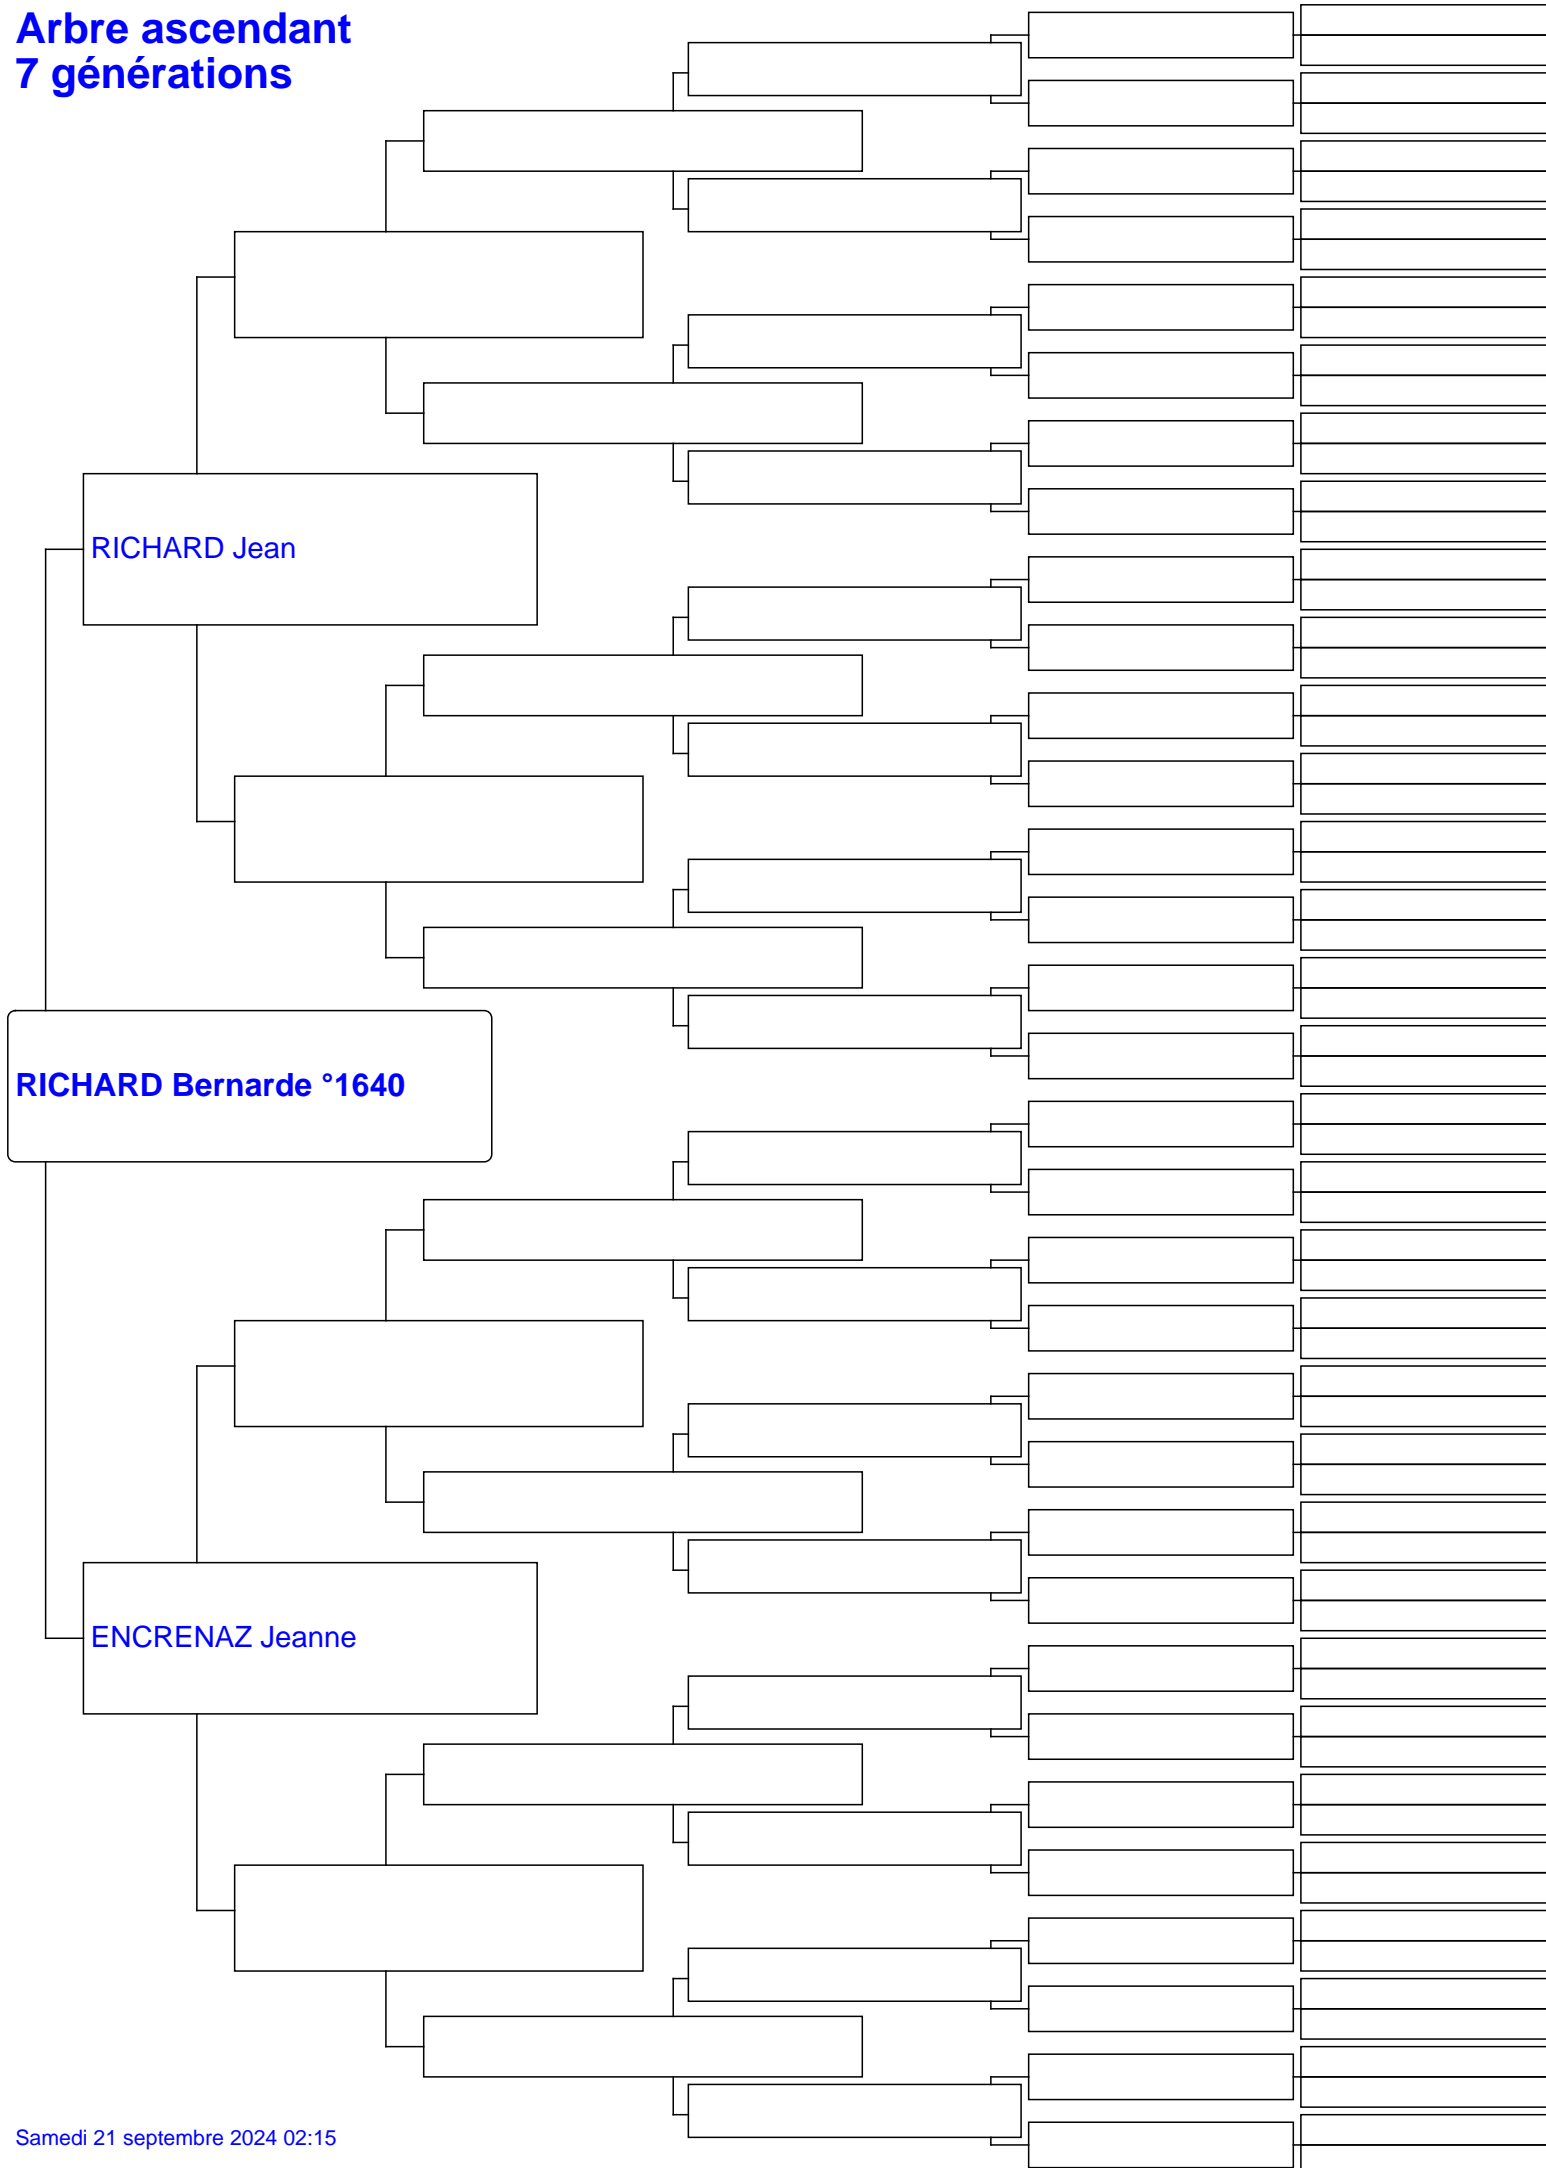 Arbre ascendant
7 générations
RICHARD Jean
RICHARD Bernarde °1640
ENCRENAZ Jeanne
Samedi 21 septembre 2024 02:15